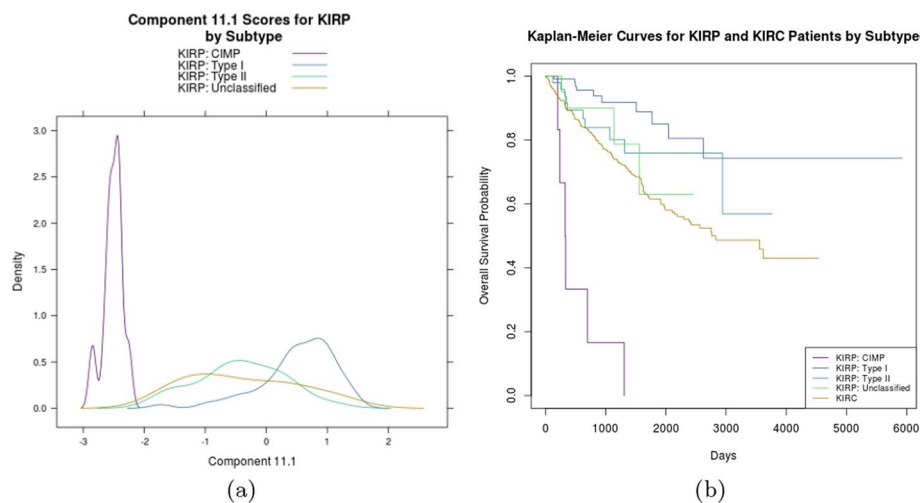 Component 11.1 Scores for KIRP
by Subtype
KIRP: CIMP
KIRP: Type I
KIRP: Type II
KIRP: Unclassified
3.0
2.5
2.0
1.5
1.0
0.5
0.0
Density
-3
-2
-1
0
1
2
Component 11.1
(a)
Kaplan-Meier Curves for KIRP and KIRC Patients by Subtype
1.0
0.8
0.6
0.4
0.2
0.0
Overall Survival Probability
KIRP: CIMP
KIRP: Type I
KIRP: Type II
KIRP: Unclassified
KIRC
0
1000
2000
3000
4000
5000
6000
Days
(b)